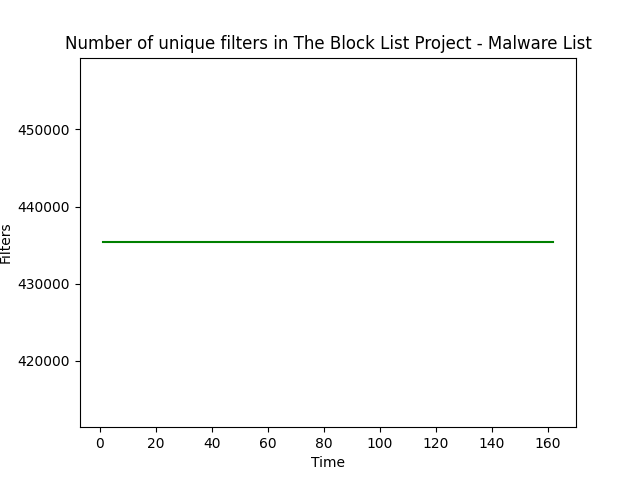 Number of unique filters in The Block List Project - Malware List
450000
440000
430000
420000
Filters
0 20 40 60 80 100 120 140 160
Time